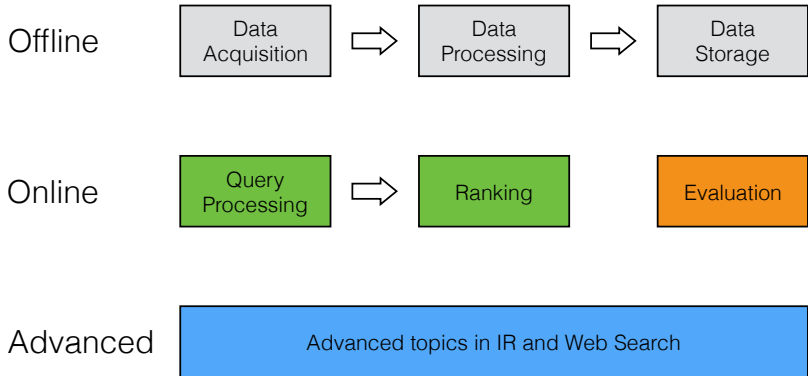 Offline
Data
Acquisition
Data
Processing
Data
Storage
Online
Query
Processing
Ranking
Evaluation
Advanced
Advanced topics in IR and Web Search